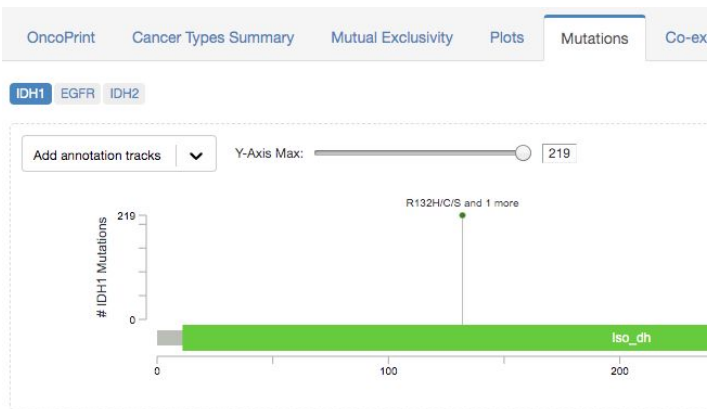 OncoPrint Cancer Types Summary Mutual Exclusivity Plots Mutations Co-ex
IDH1 EGFR IDH2
Add annotation tracks Y-Axis Max: 219
R132H/C/S and 1 more
219
# IDH1 Mutations
0
Iso_dh
0 100 200